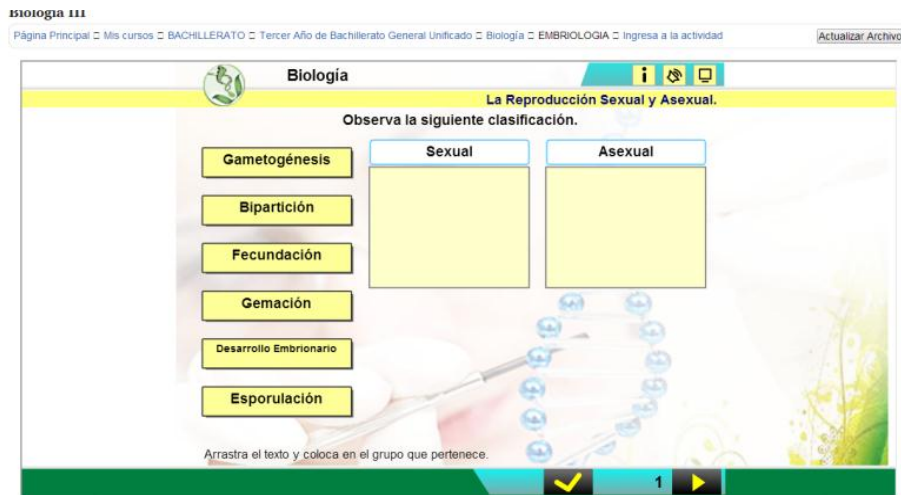 Biología III
Página Principal Mis cursos BACHILLERATO Tercer Año de Bachillerato General Unificado Biología EMBRIOLOGIA Ingresa a la actividad
Actualizar Archivo
Biología
i
La Reproducción Sexual y Asexual.
Observa la siguiente clasificación.
Sexual
Asexual
Gametogénesis
Bipartición
Fecundación
Gemación
Desarrollo Embrionario
Esporulación
Arrastra el texto y coloca en el grupo que pertenece.
1